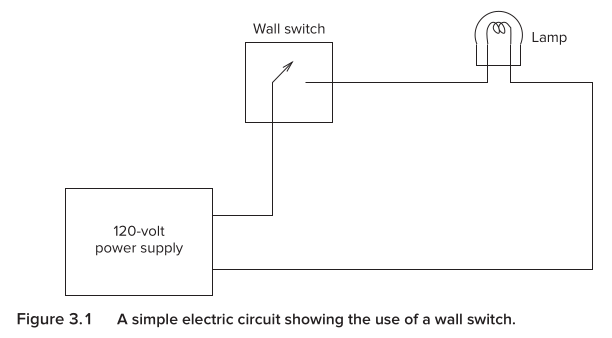 Wall switch
Lamp
120-volt
power supply
Figure 3.1 A simple electric circuit showing the use of a wall switch.